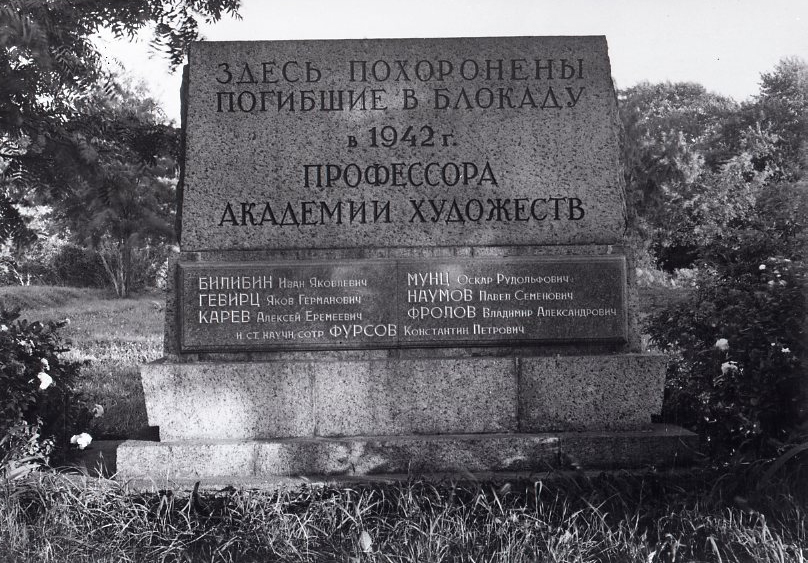 ЗДЕСЬ ПОХОРОНЕНЫ
ПОГИБШИЕ В БЛОКАДУ
в 1942 г.
ПРОФЕССОРА
АКАДЕМИИ ХУДОЖЕСТВ
БИЛИБИН Иван Яковлевич
ГЕВИРЦ Яков Германович
КАРЕВ Алексей Еремеевич
МУНЦ Оскар Рудольфович
НАУМОВ Павел Семенович
ФРОЛОВ Владимир Александрович
и ст. научн. сотр. ФУРСОВ Константин Петрович